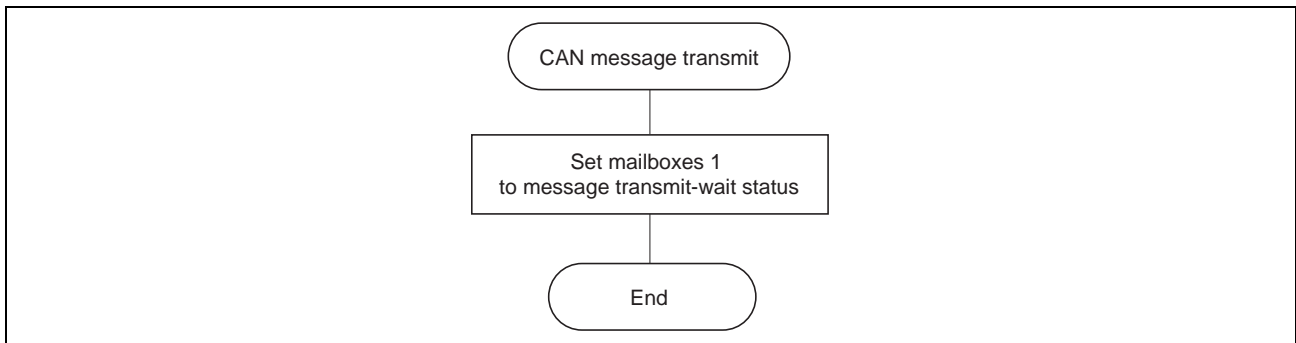 CAN message transmit
Set mailboxes 1
to message transmit-wait status
End